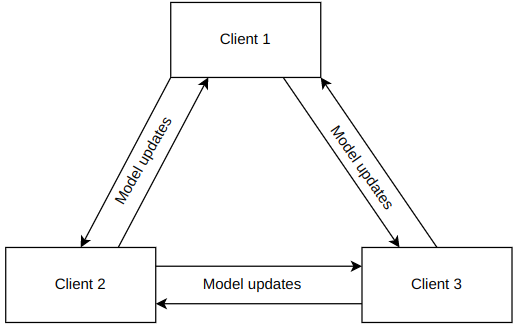 Client 1
Model updates
Model updates
Client 2
Model updates
Client 3